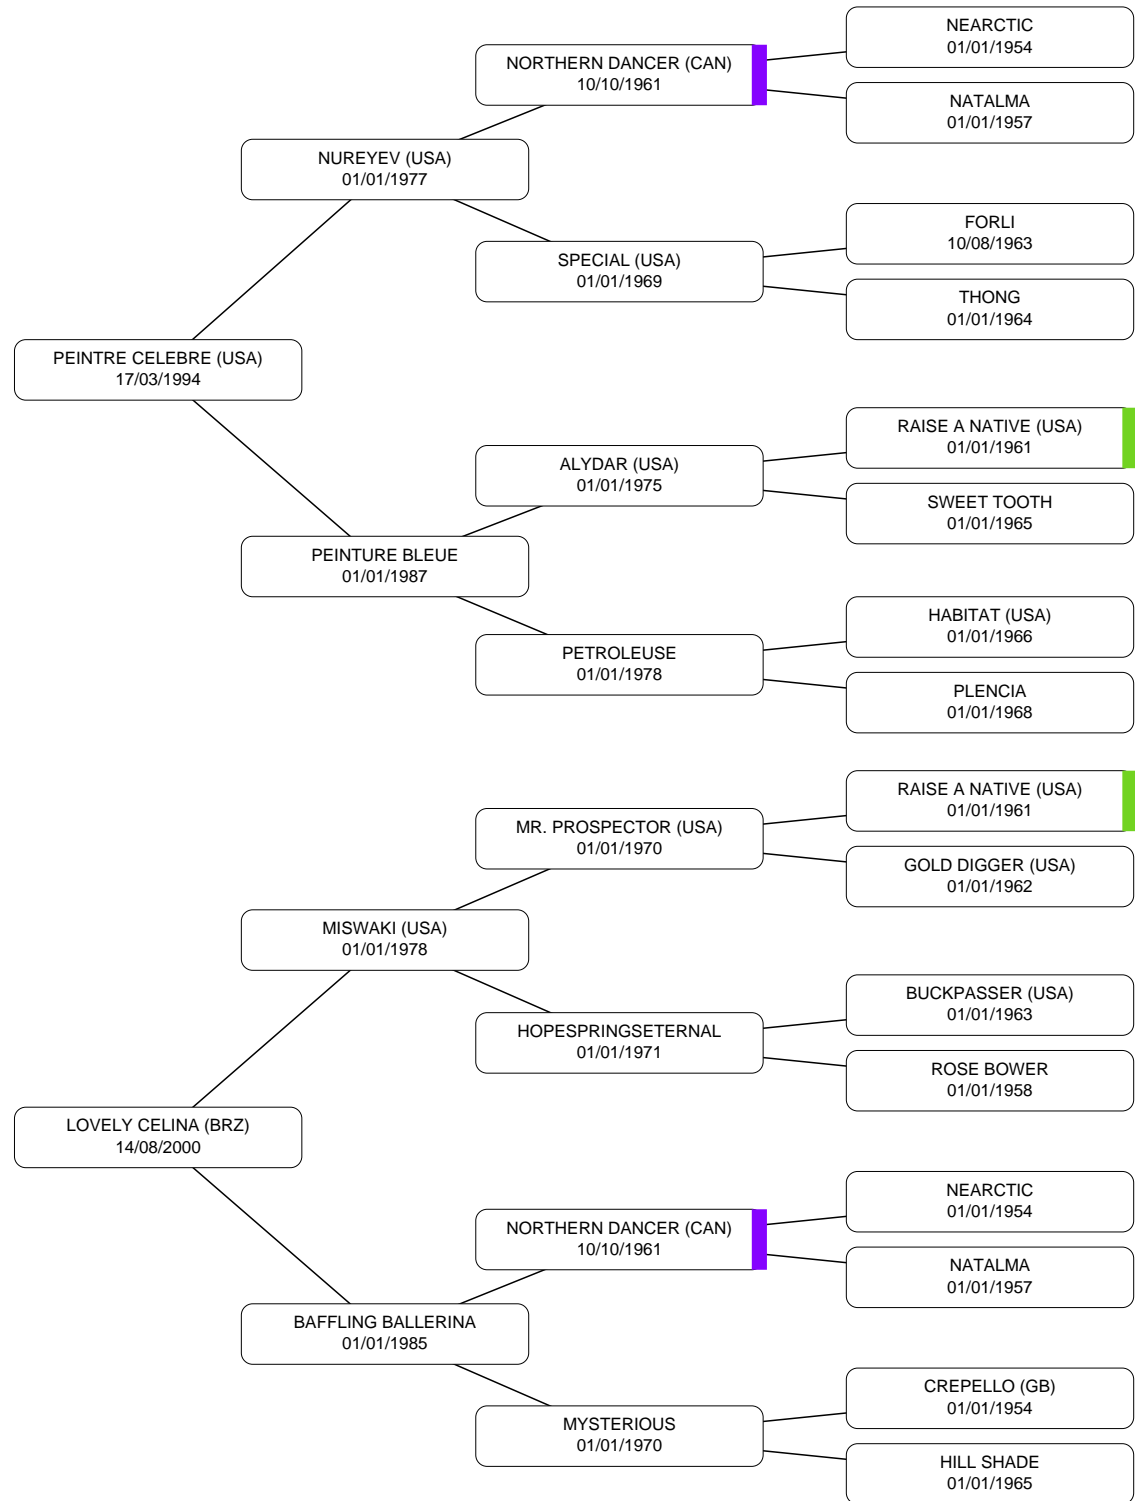 NEARCTIC
01/01/1954
NORTHERN DANCER (CAN)
10/10/1961
NATALMA
01/01/1957
NUREYEV (USA)
01/01/1977
FORLI
10/08/1963
SPECIAL (USA)
01/01/1969
THONG
01/01/1964
PEINTRE CELEBRE (USA)
17/03/1994
RAISE A NATIVE (USA)
01/01/1961
ALYDAR (USA)
01/01/1975
SWEET TOOTH
01/01/1965
PEINTURE BLEUE
01/01/1987
HABITAT (USA)
01/01/1966
PETROLEUSE
01/01/1978
PLENCIA
01/01/1968
RAISE A NATIVE (USA)
01/01/1961
MR. PROSPECTOR (USA)
01/01/1970
GOLD DIGGER (USA)
01/01/1962
MISWAKI (USA)
01/01/1978
BUCKPASSER (USA)
01/01/1963
HOPESPRINGSETERNAL
01/01/1971
ROSE BOWER
01/01/1958
LOVELY CELINA (BRZ)
14/08/2000
NEARCTIC
01/01/1954
NORTHERN DANCER (CAN)
10/10/1961
NATALMA
01/01/1957
BAFFLING BALLERINA
01/01/1985
CREPELLO (GB)
01/01/1954
MYSTERIOUS
01/01/1970
HILL SHADE
01/01/1965